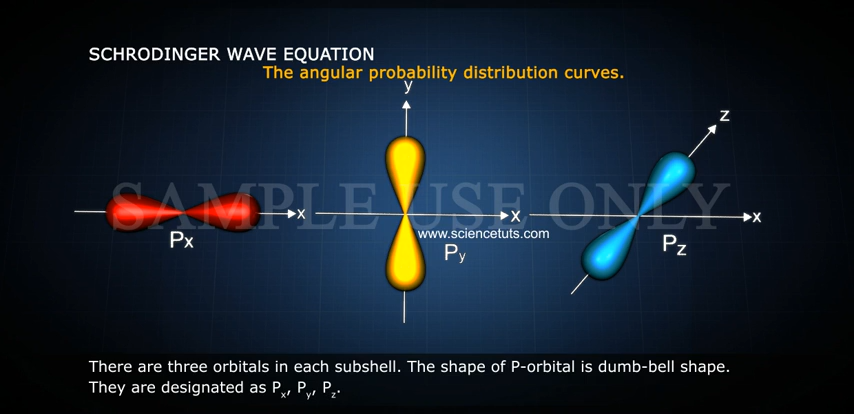 SCHRODINGER WAVE EQUATION
The angular probability distribution curves.
y
z
SAMPLE USE ONLY
x
x
x
www.sciencetuts.com
Px
Py
Pz
There are three orbitals in each subshell. The shape of P-orbital is dumb-bell shape.
They are designated as Px, Py, Pz.